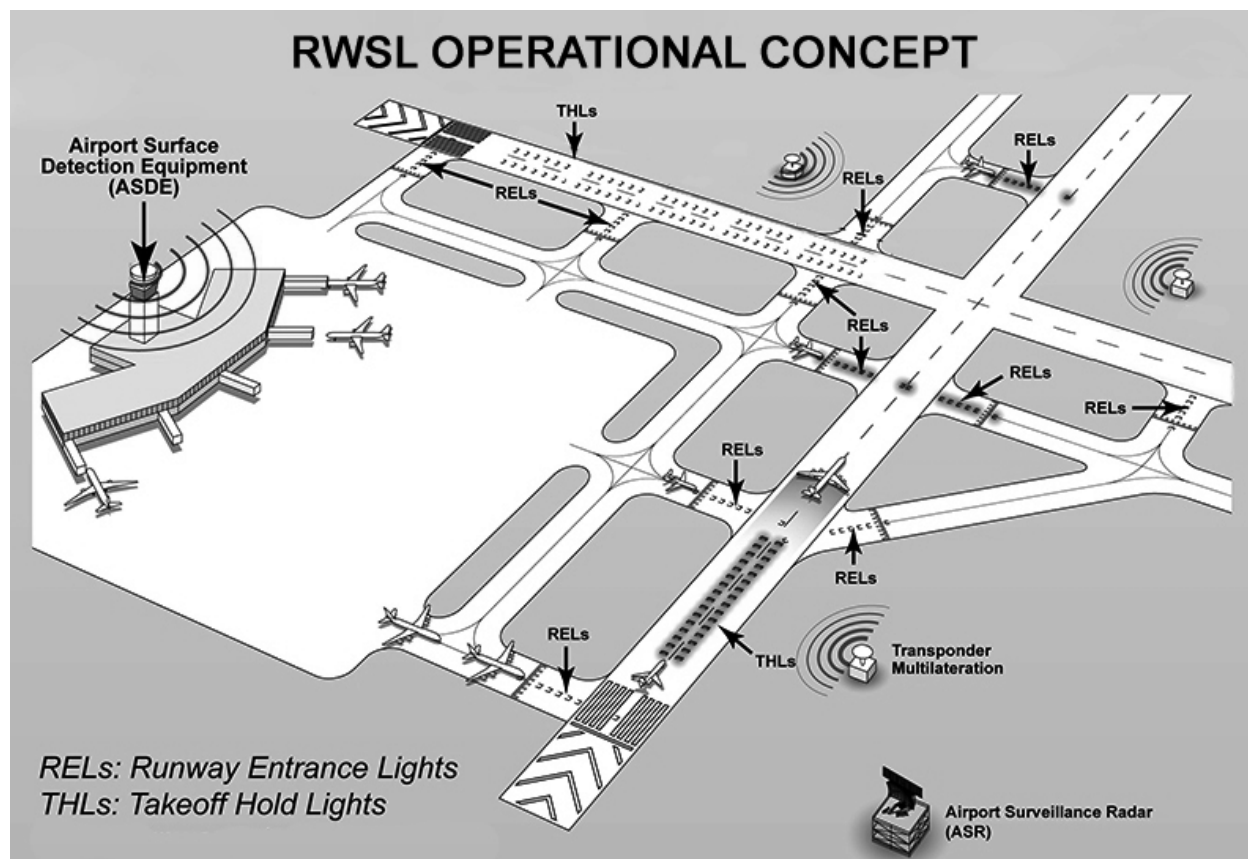 RWSL OPERATIONAL CONCEPT
THLs
Airport Surface
Detection Equipment
(ASDE)
RELs
RELs
RELs
RELs
RELs
RELs
RELs
RELs
RELs
THLs
Transponder
Multilateration
RELs: Runway Entrance Lights
THLs: Takeoff Hold Lights
Airport Surveillance Radar
(ASR)